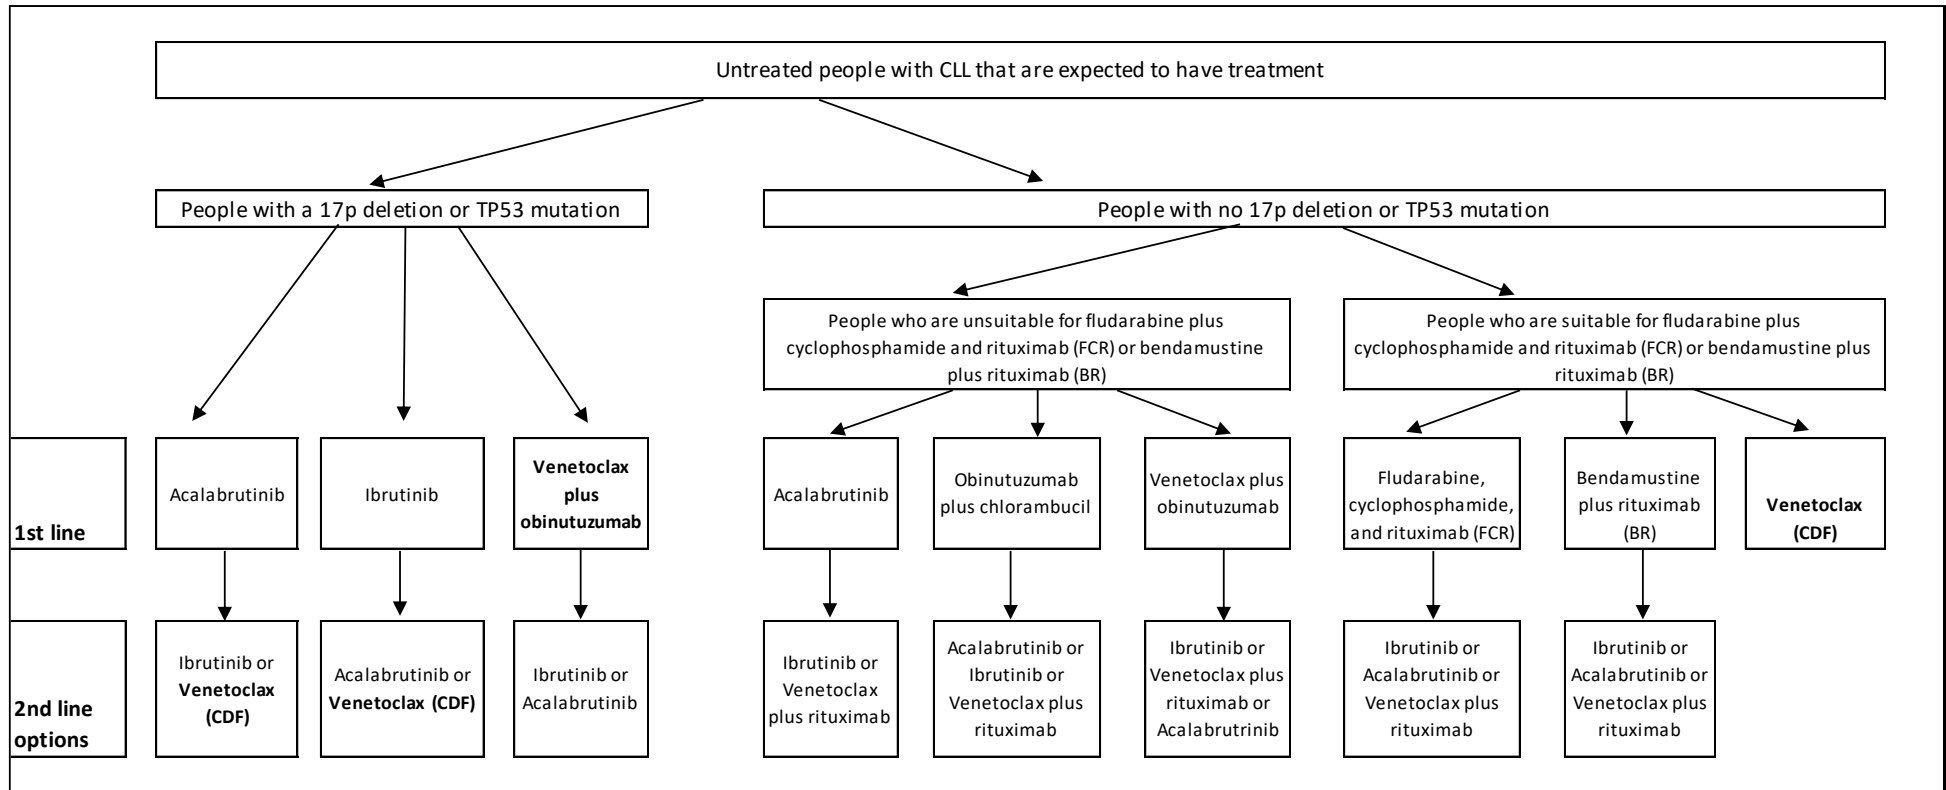 Untreated people with CLL that are expected to have treatment
People with a 17p deletion or TP53 mutation
People with no 17p deletion or TP53 mutation
People who are unsuitable for fludarabine plus
cyclophosphamide and rituximab (FCR) or bendamustine
plus rituximab (BR)
People who are suitable for fludarabine plus
cyclophosphamide and rituximab (FCR) or bendamustine plus
rituximab (BR)
1st line
Acalabrutinib
Ibrutinib
Venetoclax
plus
obinutuzumab
Acalabrutinib
Obinutuzumab
plus chlorambucil
Venetoclax plus
obinutuzumab
Fludarabine,
cyclophosphamide,
and rituximab (FCR)
Bendamustine
plus rituximab
(BR)
Venetoclax
(CDF)
2nd line
options
Ibrutinib or
Venetoclax
(CDF)
Acalabrutinib or
Venetoclax (CDF)
Ibrutinib or
Acalabrutinib
Ibrutinib or
Venetoclax
plus rituximab
Acalabrutinib or
Ibrutinib or
Venetoclax plus
rituximab
Ibrutinib or
Venetoclax plus
rituximab or
Acalabrutrinib
Ibrutinib or
Acalabrutinib or
Venetoclax plus
rituximab
Ibrutinib or
Acalabrutinib or
Venetoclax plus
rituximab